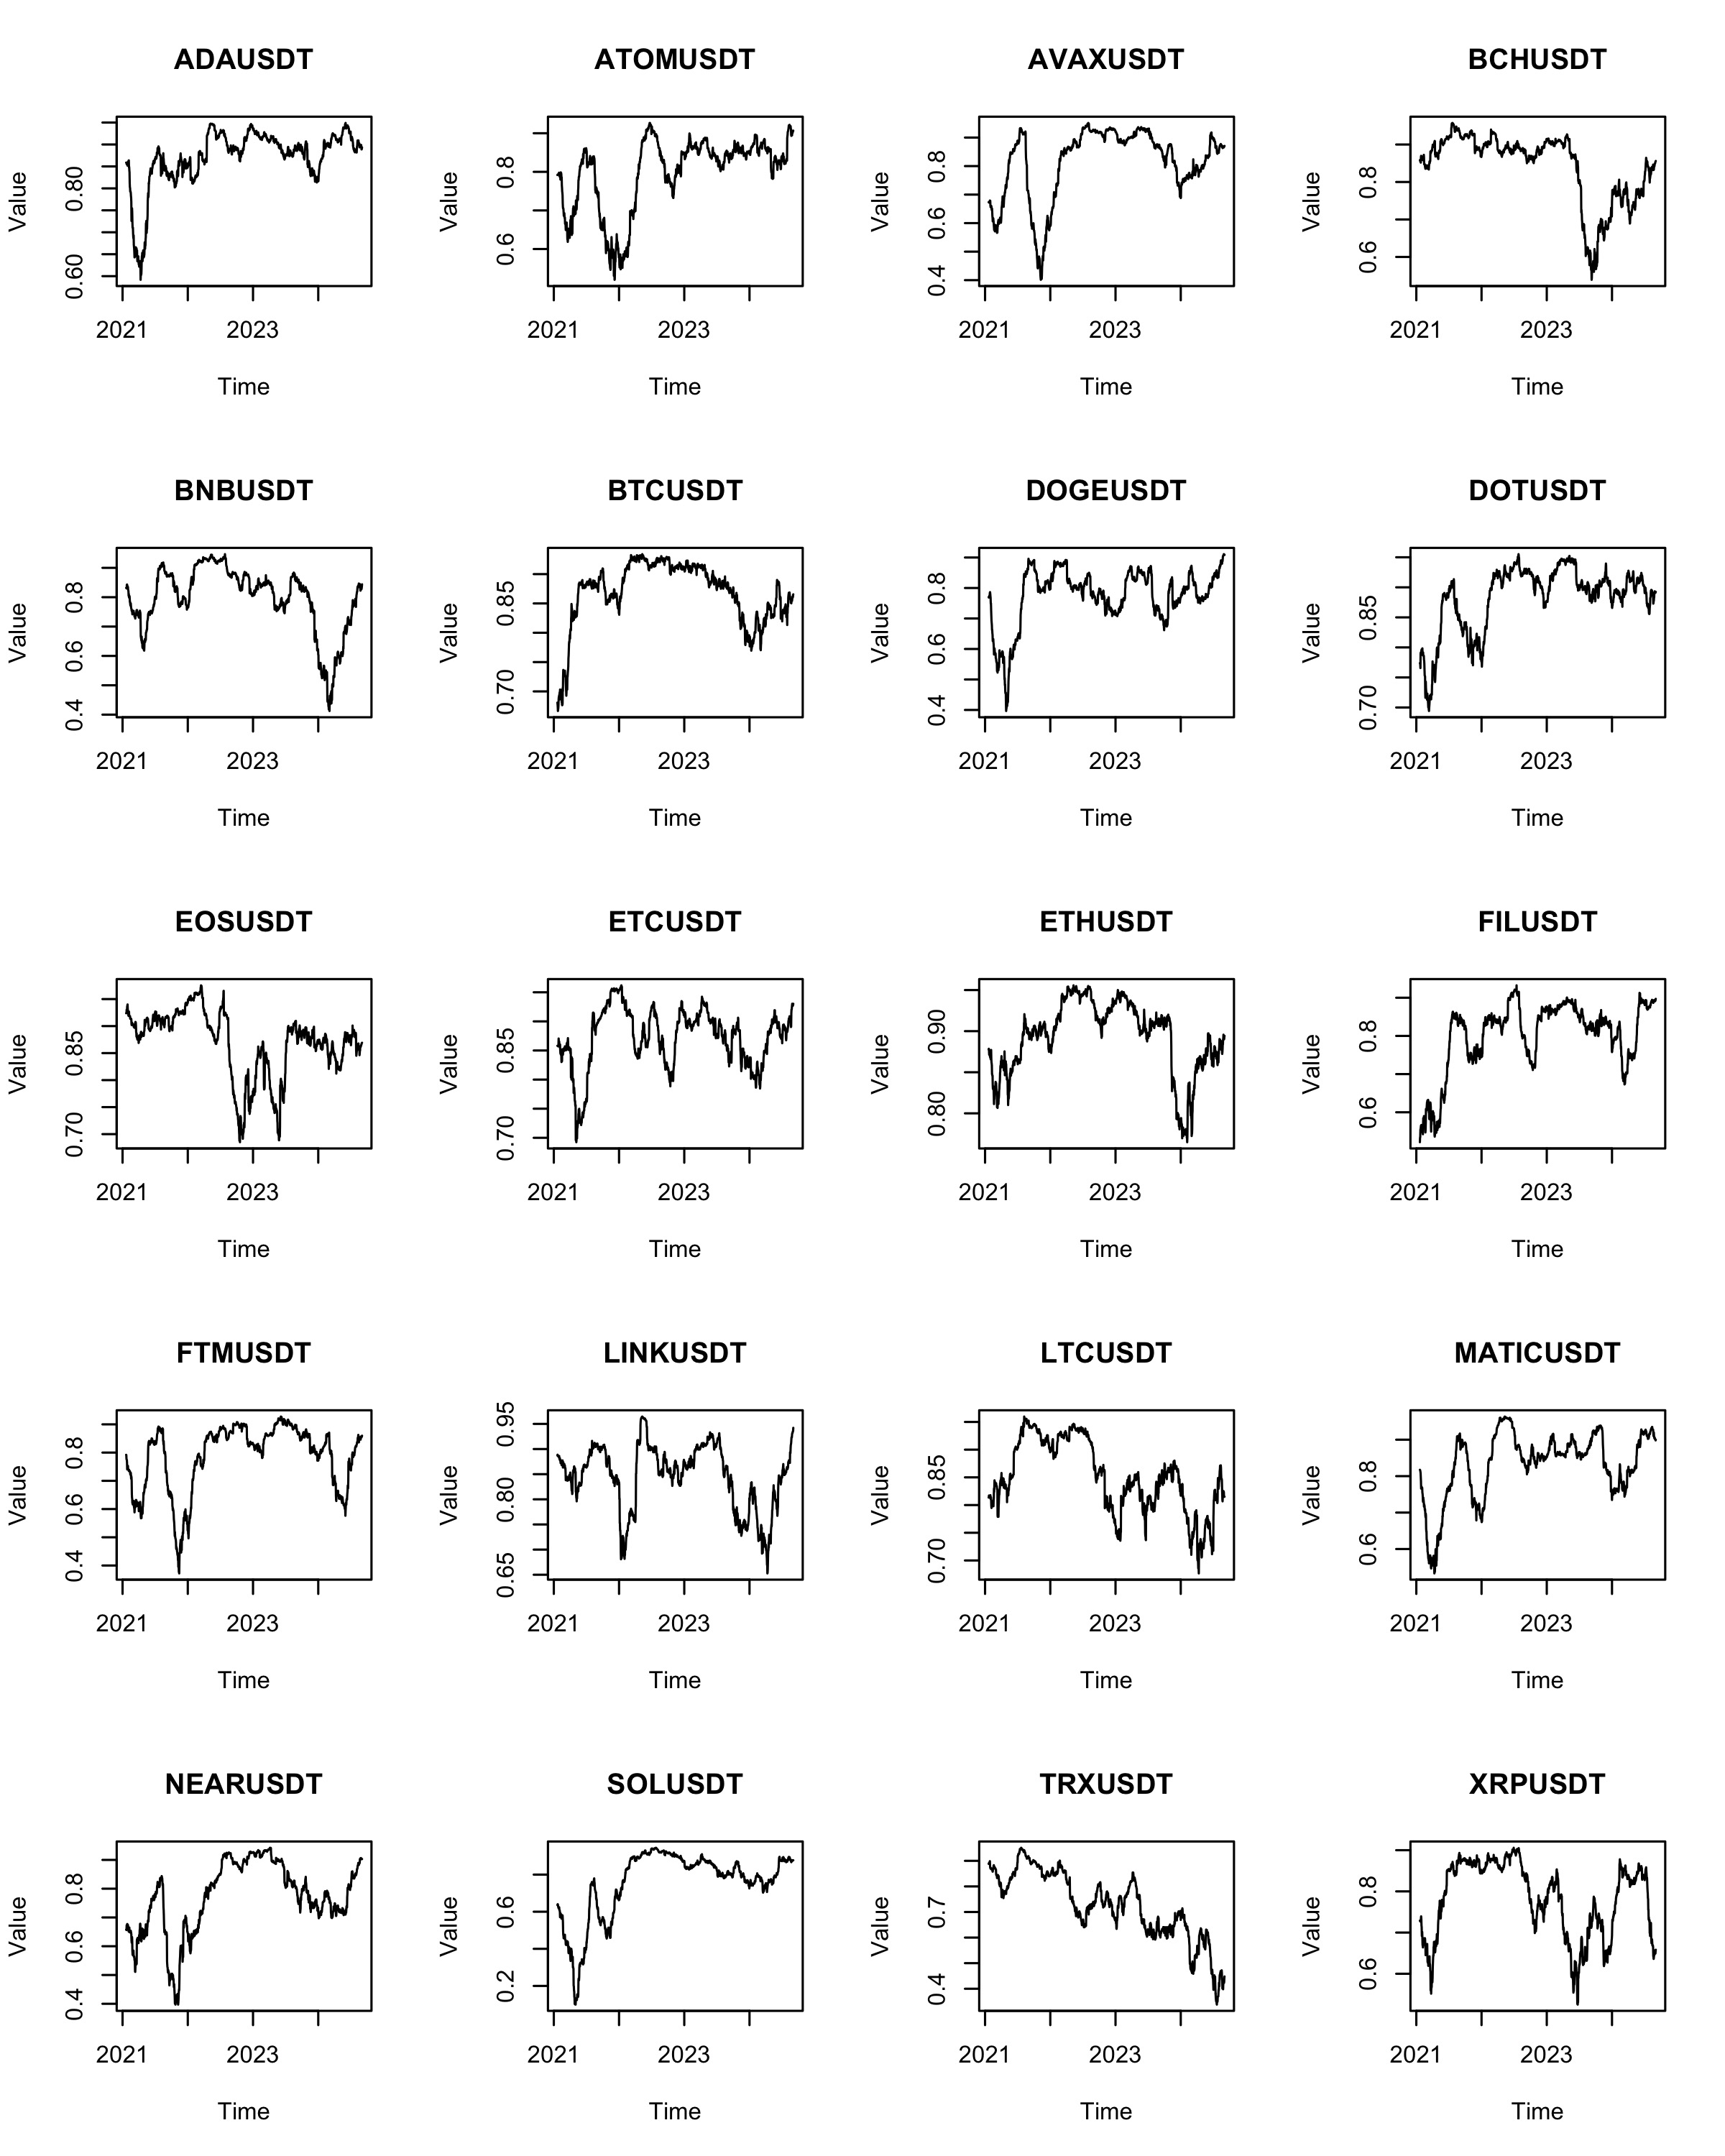 ADAUSDT
Value
0.60 0.80
2021 2023
Time
ATOMUSDT
Value
0.6 0.8
2021 2023
Time
AVAXUSDT
Value
0.4 0.6 0.8
2021 2023
Time
BCHUSDT
Value
0.6 0.8
2021 2023
Time
BNBUSDT
Value
0.4 0.6 0.8
2021 2023
Time
BTCUSDT
Value
0.70 0.85
2021 2023
Time
DOGEUSDT
Value
0.4 0.6 0.8
2021 2023
Time
DOTUSDT
Value
0.70 0.85
2021 2023
Time
EOSUSDT
Value
0.70 0.85
2021 2023
Time
ETCUSDT
Value
0.70 0.85
2021 2023
Time
ETHUSDT
Value
0.80 0.90
2021 2023
Time
FILUSDT
Value
0.6 0.8
2021 2023
Time
FTMUSDT
Value
0.4 0.6 0.8
2021 2023
Time
LINKUSDT
Value
0.65 0.80 0.95
2021 2023
Time
LTCUSDT
Value
0.70 0.85
2021 2023
Time
MATICUSDT
Value
0.6 0.8
2021 2023
Time
NEARUSDT
Value
0.4 0.6 0.8
2021 2023
Time
SOLUSDT
Value
0.2 0.6
2021 2023
Time
TRXUSDT
Value
0.4 0.7
2021 2023
Time
XRPUSDT
Value
0.6 0.8
2021 2023
Time